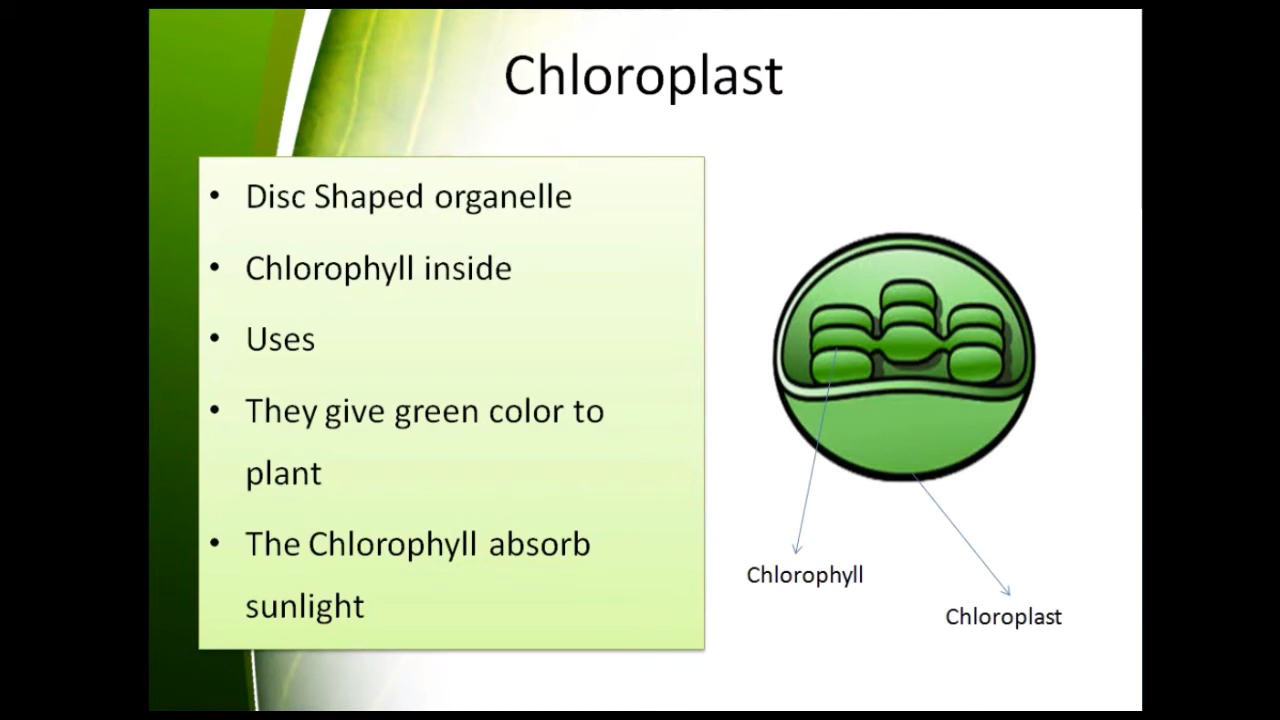 Chloroplast
• Disc Shaped organelle
• Chlorophyll inside
• Uses
• They give green color to
plant
• The Chlorophyll absorb
sunlight
Chlorophyll
Chloroplast